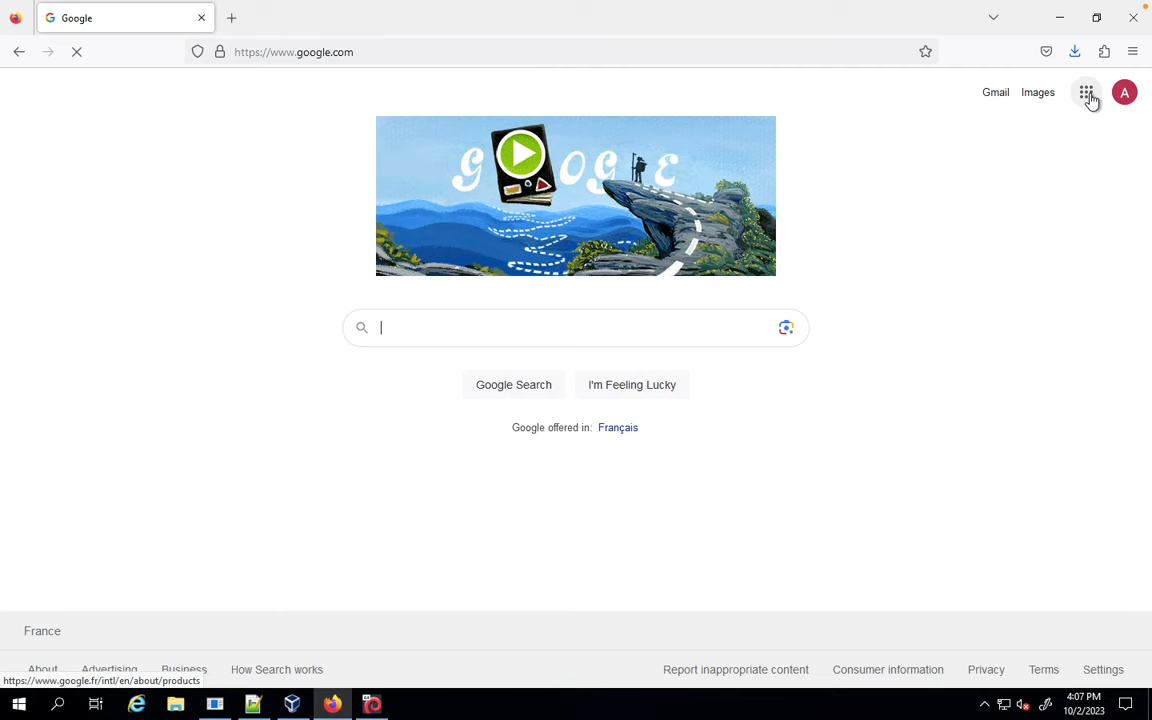 Google
https://www.google.com
Gmail
Images
A
G O G E
Google Search
I'm Feeling Lucky
Google offered in: Français
France
About
Advertising
Business
How Search works
Report inappropriate content
Consumer information
Privacy
Terms
Settings
https://www.google.fr/intl/en/about/products
4:07 PM
10/2/2023